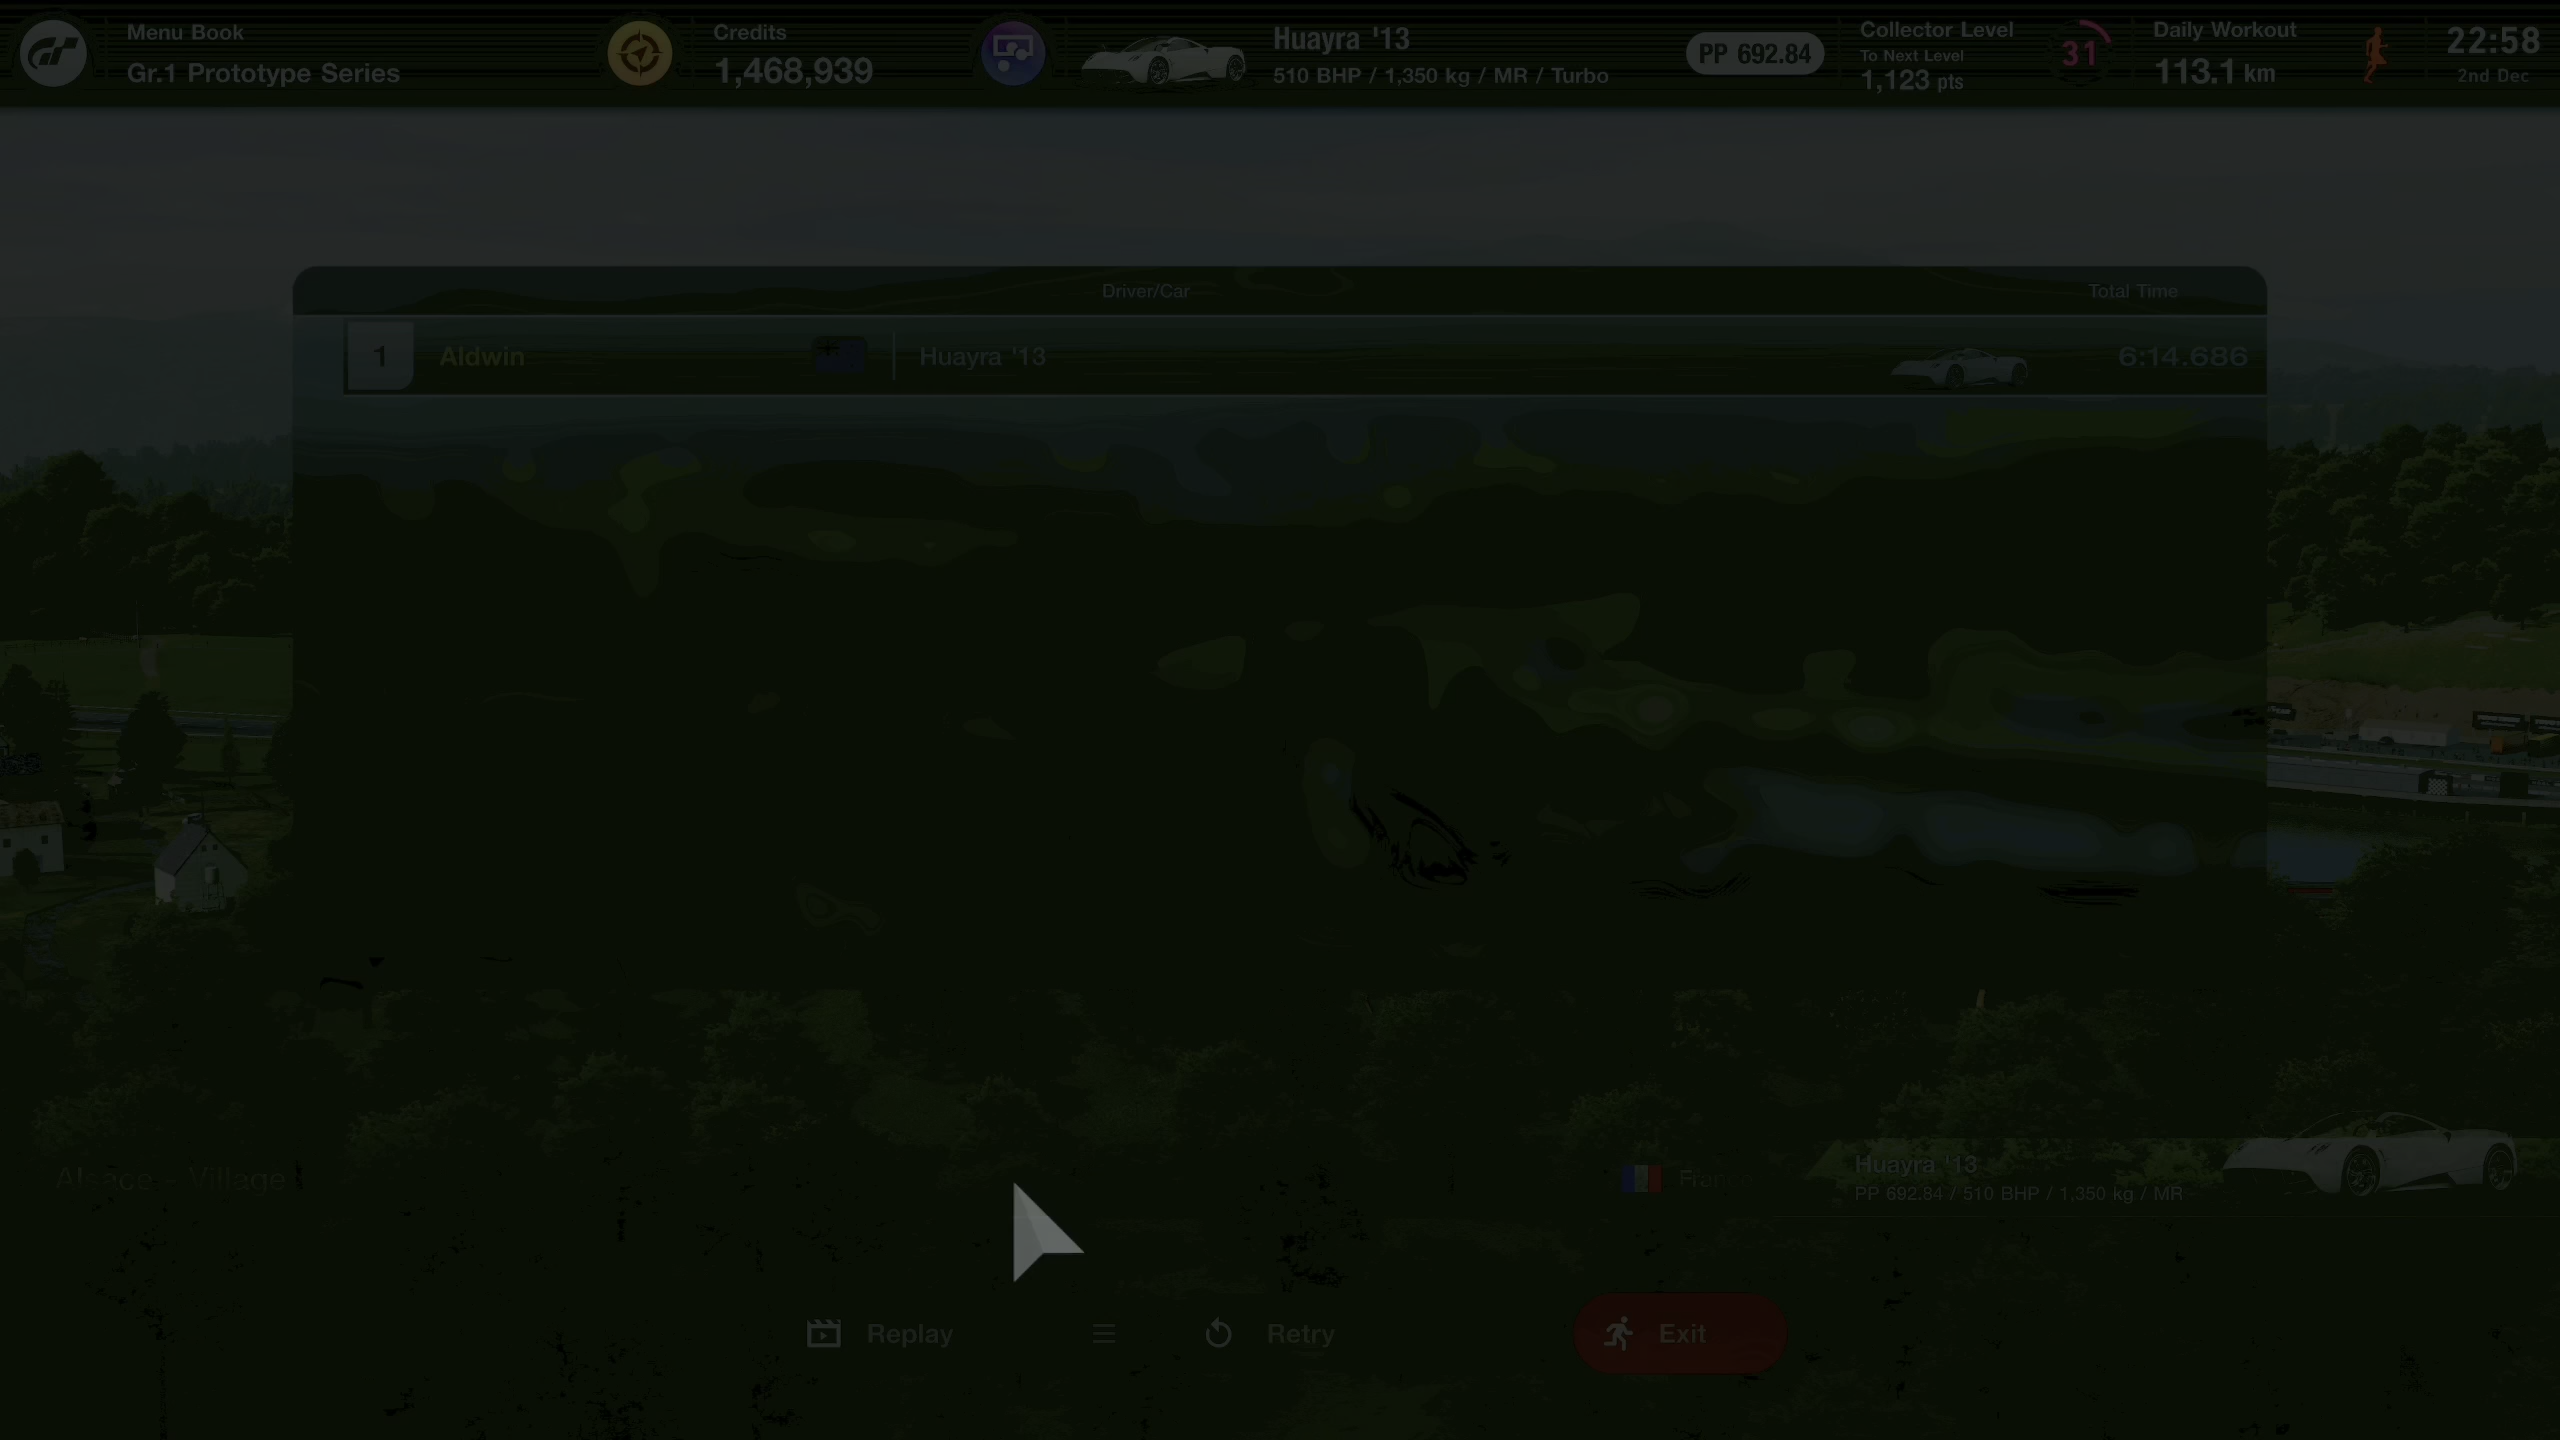 Menu Book
Gr.1 Prototype Series
Credits
1,468,939
Huayra '13
510 BHP / 1,350 kg / MR / Turbo
PP 692.84
Collector Level
To Next Level
1,123 pts
31
Daily Workout
113.1 km
22:58
2nd Dec
Driver/Car
Total Time
1
Aldwin
Huayra '13
6:14.686
Alsace - Village
France
Huayra '13
PP 692.84 / 510 BHP / 1,350 kg / MR
Replay
Retry
Exit